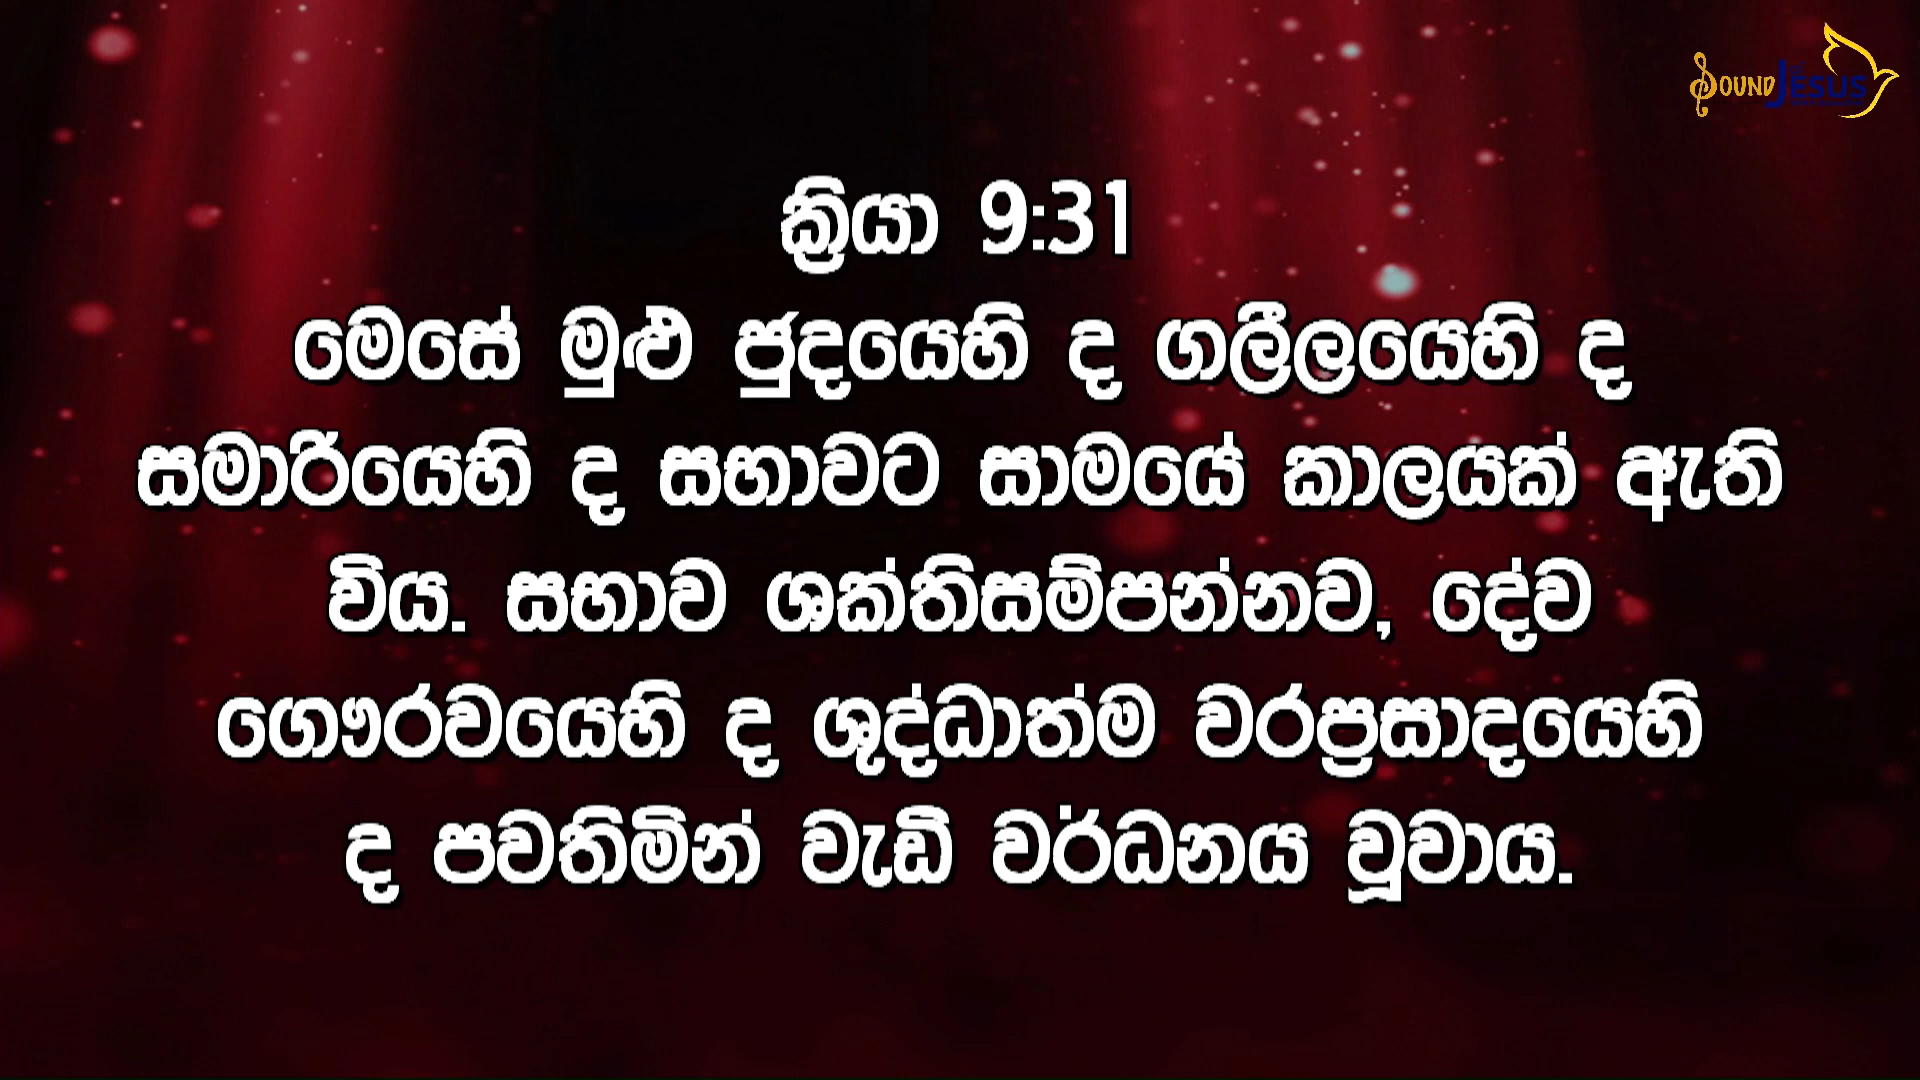 SOUND JESUS
ක්‍රියා 9:31
මෙසේ මුළු ජුදයෙහි ද ගලීලයෙහි ද
සමාරියෙහි ද සභාවට සාමයේ කාලයක් ඇති
විය. සභාව ශක්තිසම්පන්නව, දේව
ගෞරවයෙහි ද ශුද්ධාත්ම වරප්‍රසාදයෙහි
ද පවතිමින් වැඩී වර්ධනය වූවාය.